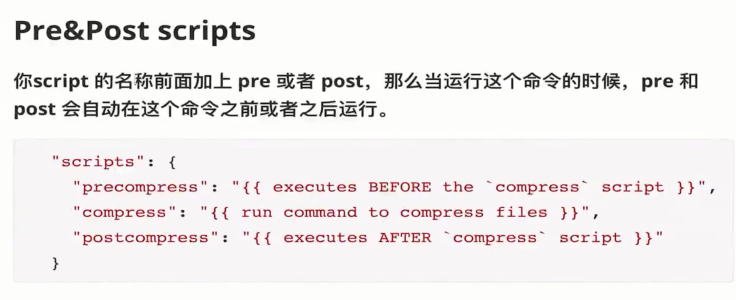 Pre&Post scripts
你script 的名称前面加上 pre 或者 post，那么当运行这个命令的时候，pre 和
post 会自动在这个命令之前或者之后运行。
"scripts": {
"precompress": "{{ executes BEFORE the `compress` script }}",
"compress": "{{ run command to compress files }}",
"postcompress": "{{ executes AFTER `compress` script }}"
}